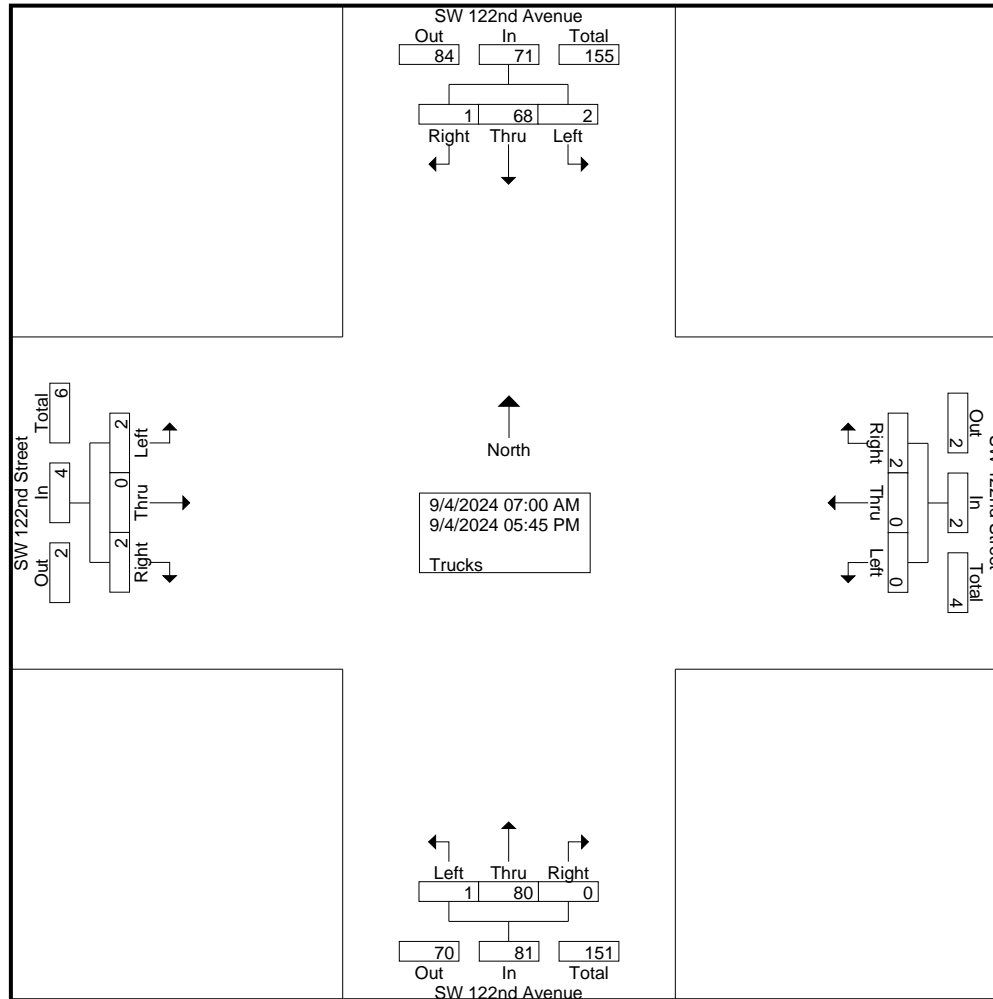 SW 122nd Avenue
Out In Total
84 71 155
1 68 2
Right Thru Left
SW 122nd Street
Total In Out
6 4 2
2 0 2
Left Thru Right
North
9/4/2024 07:00 AM
9/4/2024 05:45 PM
Trucks
Right Thru Left
2 0 0
Out In Total
2 2 4
SW 122nd Street
Left Thru Right
1 80 0
70 81 151
Out In Total
SW 122nd Avenue